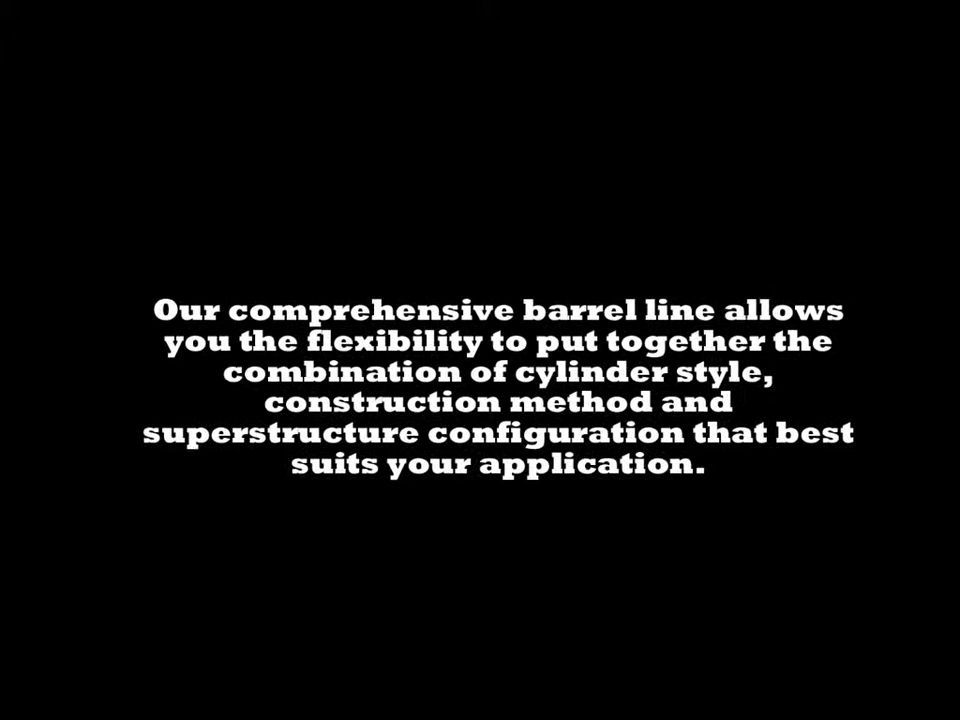 Our comprehensive barrel line allows
you the flexibility to put together the
combination of cylinder style,
construction method and
superstructure configuration that best
suits your application.